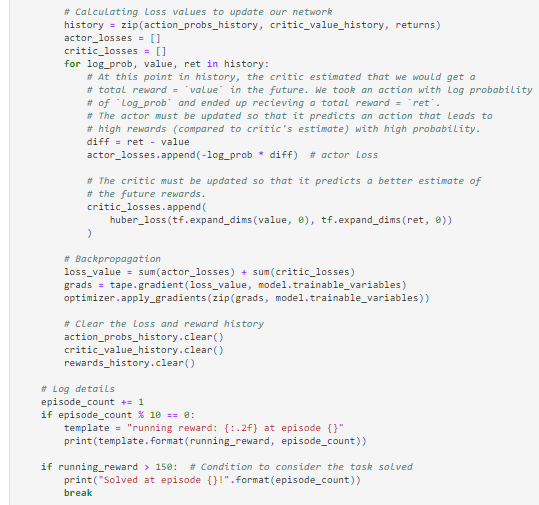 # Calculating loss values to update our network
history = zip(action_probs_history, critic_value_history, returns)
actor_losses = []
critic_losses = []
for log_prob, value, ret in history:
# At this point in history, the critic estimated that we would get a
# total reward = `value` in the future. We took an action with log probability
# of `log_prob` and ended up recieving a total reward = `ret`.
# The actor must be updated so that it predicts an action that leads to
# high rewards (compared to critic's estimate) with high probability.
diff = ret - value
actor_losses.append(-log_prob * diff)  # actor loss
# The critic must be updated so that it predicts a better estimate of
# the future rewards.
critic_losses.append(
huber_loss(tf.expand_dims(value, 0), tf.expand_dims(ret, 0))
)
# Backpropagation
loss_value = sum(actor_losses) + sum(critic_losses)
grads = tape.gradient(loss_value, model.trainable_variables)
optimizer.apply_gradients(zip(grads, model.trainable_variables))
# Clear the loss and reward history
action_probs_history.clear()
critic_value_history.clear()
rewards_history.clear()
# Log details
episode_count += 1
if episode_count % 10 == 0:
template = "running reward: {:.2f} at episode {}"
print(template.format(running_reward, episode_count))
if running_reward > 150:  # Condition to consider the task solved
print("Solved at episode {}!".format(episode_count))
break